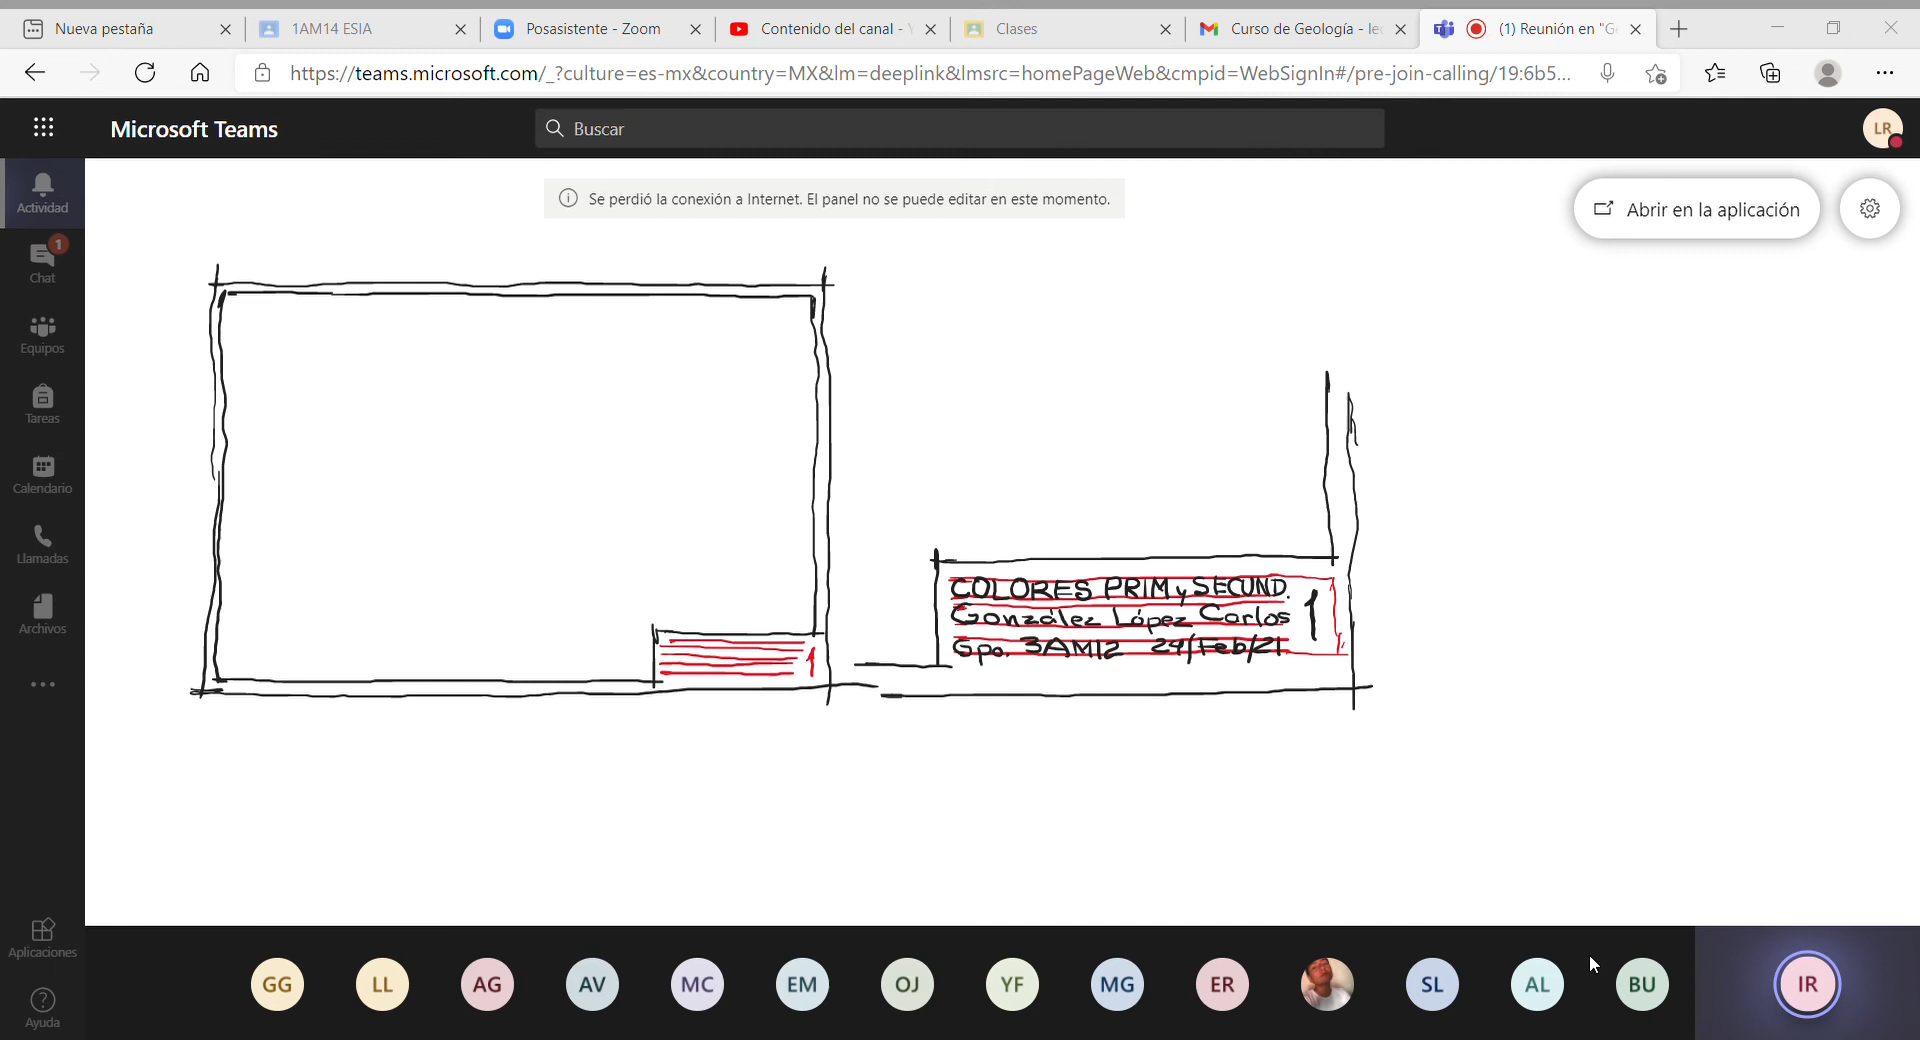 Nueva pestaña
1AM14 ESIA
Posasistente - Zoom
Contenido del canal - Y
Clases
Curso de Geología - lec
(1) Reunión en "Ge
https://teams.microsoft.com/_?culture=es-mx&country=MX&lm=deeplink&lmsrc=homePageWeb&cmpid=WebSignIn#/pre-join-calling/19:6b5...
Microsoft Teams
Buscar
LR
Se perdió la conexión a Internet. El panel no se puede editar en este momento.
Abrir en la aplicación
Actividad
1
Chat
Equipos
Tareas
Calendario
Llamadas
Archivos
Aplicaciones
Ayuda
1
COLORES PRIM y SECUND.
González López Carlos
Gpo. 3AM12 24/Feb/21
1
GG LL AG AV MC EM OJ YF MG ER SL AL BU IR